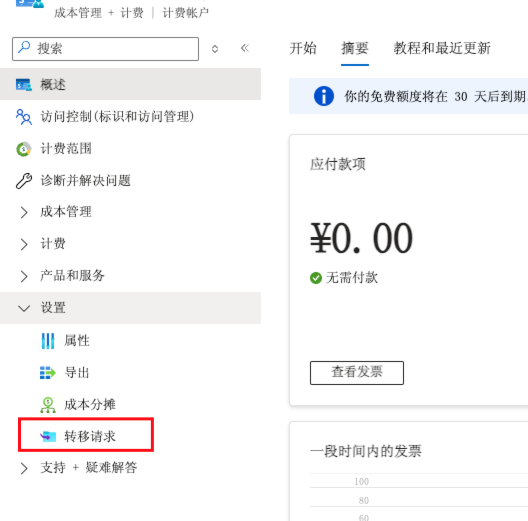 成本管理 + 计费 | 计费帐户
搜索
概述
访问控制(标识和访问管理)
计费范围
诊断并解决问题
成本管理
计费
产品和服务
设置
属性
导出
成本分摊
转移请求
支持 + 疑难解答
开始 摘要 教程和最近更新
你的免费额度将在 30 天后到期
应付款项
¥0.00
无需付款
查看发票
一段时间内的发票
100
80
60